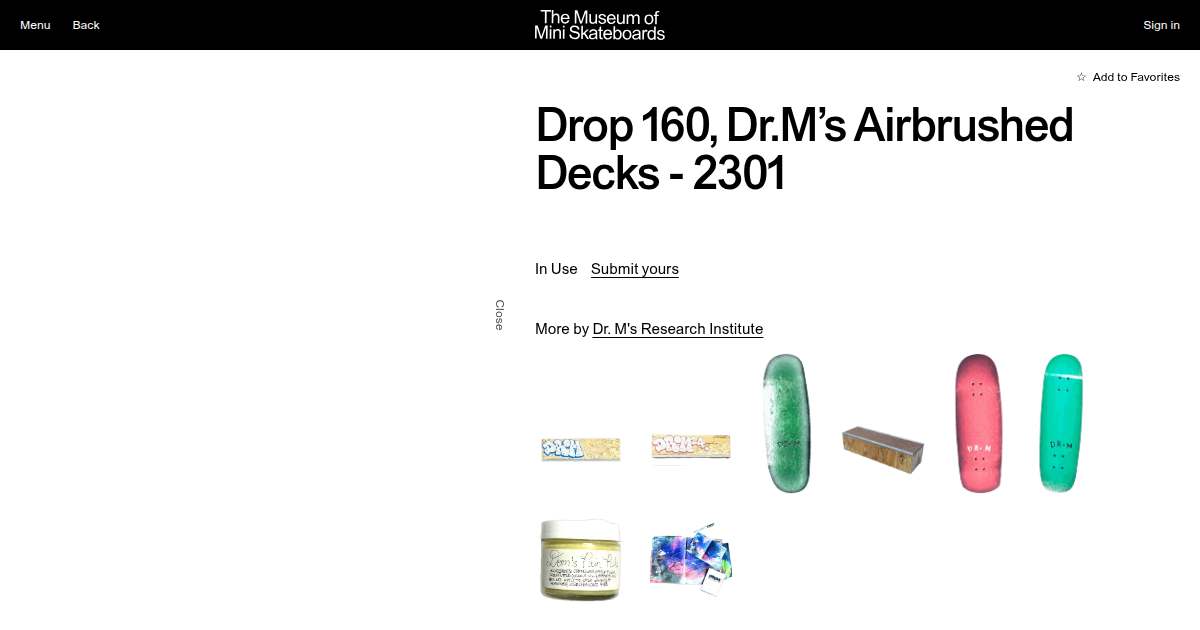 Menu
Back
The Museum of
Mini Skateboards
Sign in
☆ Add to Favorites
Drop 160, Dr.M’s Airbrushed
Decks - 2301
In Use
Submit yours
Close
More by Dr. M's Research Institute
DR.M
DR.M
DR.M